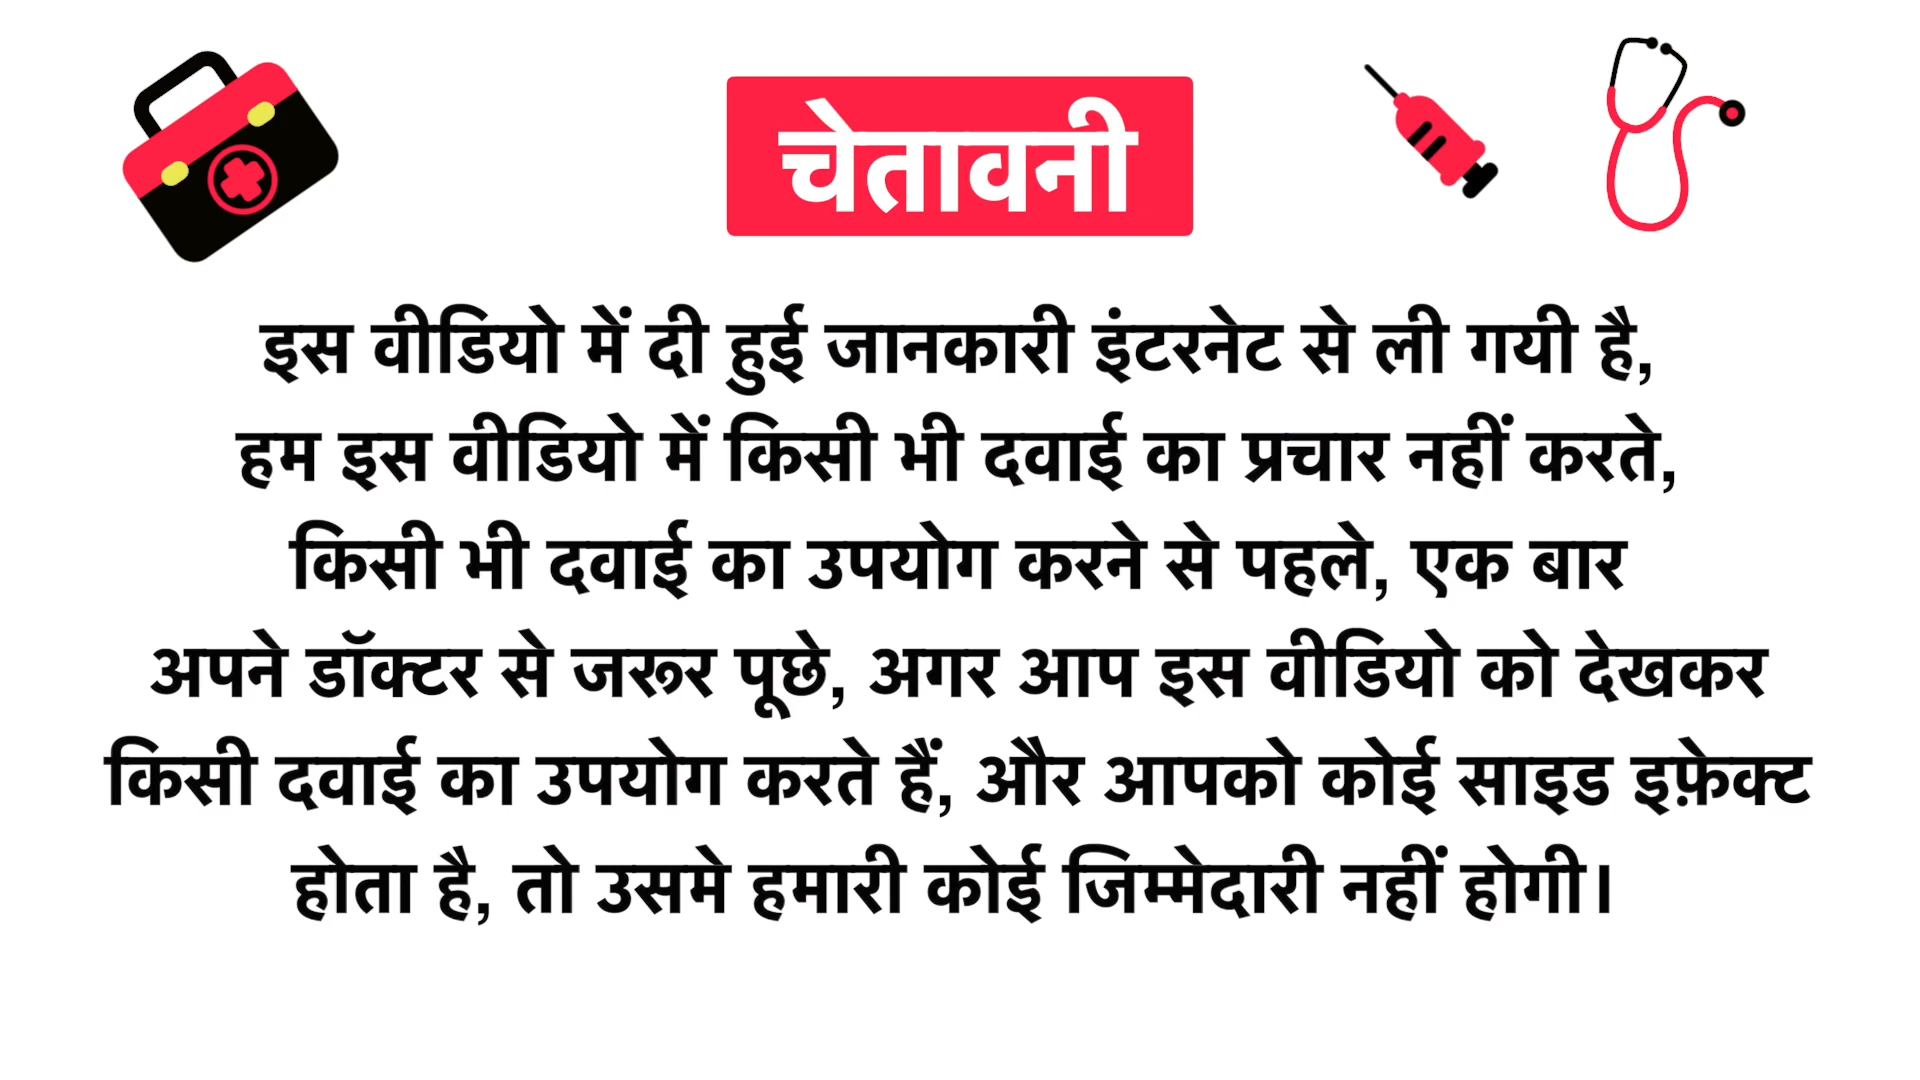 चेतावनी
इस वीडियो में दी हुई जानकारी इंटरनेट से ली गयी है,
हम इस वीडियो में किसी भी दवाई का प्रचार नहीं करते,
किसी भी दवाई का उपयोग करने से पहले, एक बार
अपने डॉक्टर से जरूर पूछे, अगर आप इस वीडियो को देखकर
किसी दवाई का उपयोग करते हैं, और आपको कोई साइड इफ़ेक्ट
होता है, तो उसमे हमारी कोई जिम्मेदारी नहीं होगी।